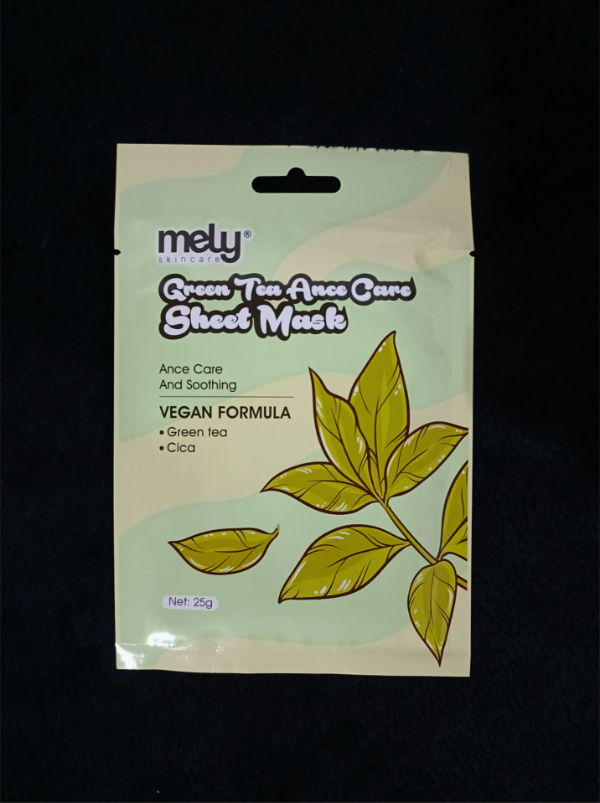 mely®
skincare
Green Tea Ance Care
Sheet Mask
Ance Care
And Soothing
VEGAN FORMULA
• Green tea
• Cica
Net: 25g